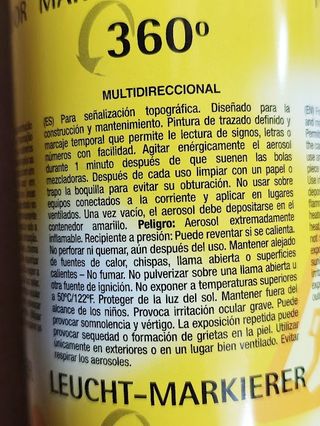 MAR
360º
MULTIDIRECCIONAL
(ES) Para señalización topográfica. Diseñado para la
construcción y mantenimiento. Pintura de trazado definido y
marcaje temporal que permite le lectura de signos, letras o
números con facilidad. Agitar enérgicamente el aerosol
durante 1 minuto después de que suenen las bolas
mezcladoras. Después de cada uso limpiar con un papel o
trapo la boquilla para evitar su obturación. No usar sobre
equipos conectados a la corriente y aplicar en lugares
ventilados. Una vez vacío, el aerosol debe depositarse en el
contenedor amarillo. Peligro: Aerosol extremadamente
inflamable. Recipiente a presión: Puede reventar si se calienta.
No perforar ni quemar, aún después del uso. Mantener alejado
de fuentes de calor, chispas, llama abierta o superficies
calientes – No fumar. No pulverizar sobre una llama abierta u
otra fuente de ignición. No exponer a temperaturas superiores
a 50ºC/122ºF. Proteger de la luz del sol. Mantener fuera del
alcance de los niños. Provoca irritación ocular grave. Puede
provocar somnolencia y vértigo. La exposición repetida puede
provocar sequedad o formación de grietas en la piel. Utilizar
únicamente en exteriores o en un lugar bien ventilado. Evitar
respirar los aerosoles.
LEUCHT-MARKIERER